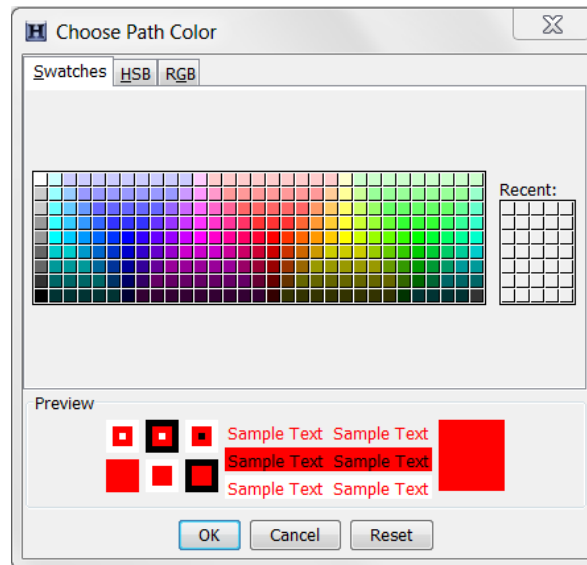 H Choose Path Color
Swatches HSB RGB
Recent:
Preview
Sample Text Sample Text
Sample Text Sample Text
Sample Text Sample Text
OK Cancel Reset